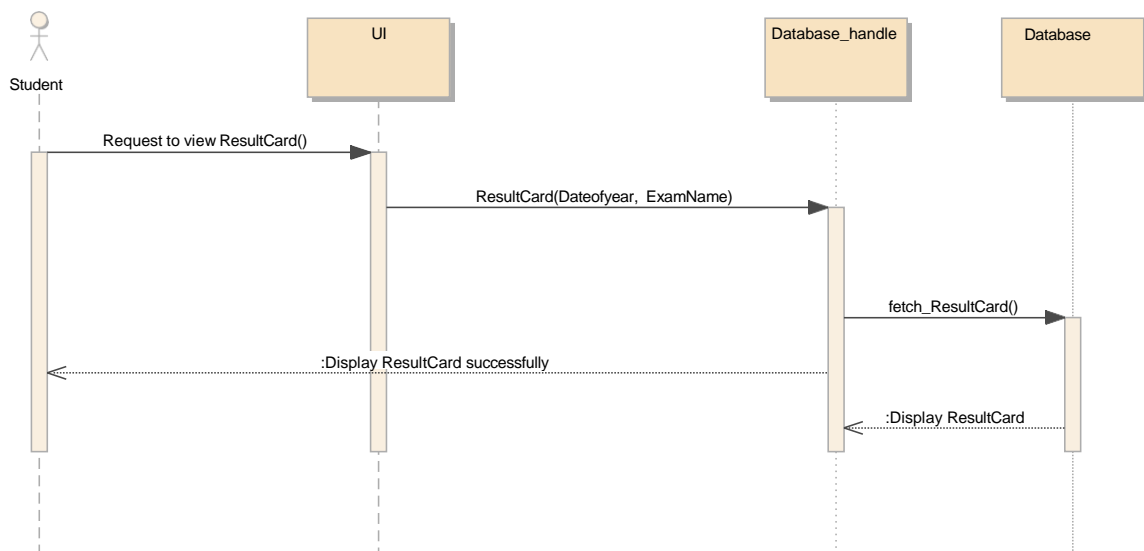 UI
Database_handle
Database
Student
Request to view ResultCard()
ResultCard(Dateofyear, ExamName)
fetch_ResultCard()
:Display ResultCard successfully
:Display ResultCard